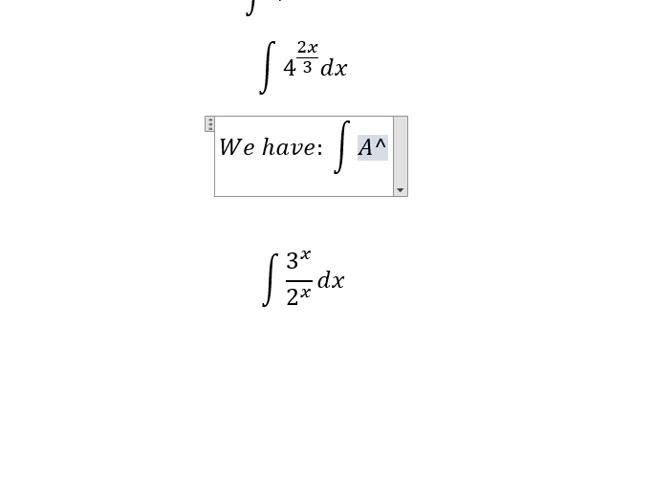 ∫ 4^(2x/3) dx
We have: ∫ A^
∫ 3^x/2^x dx